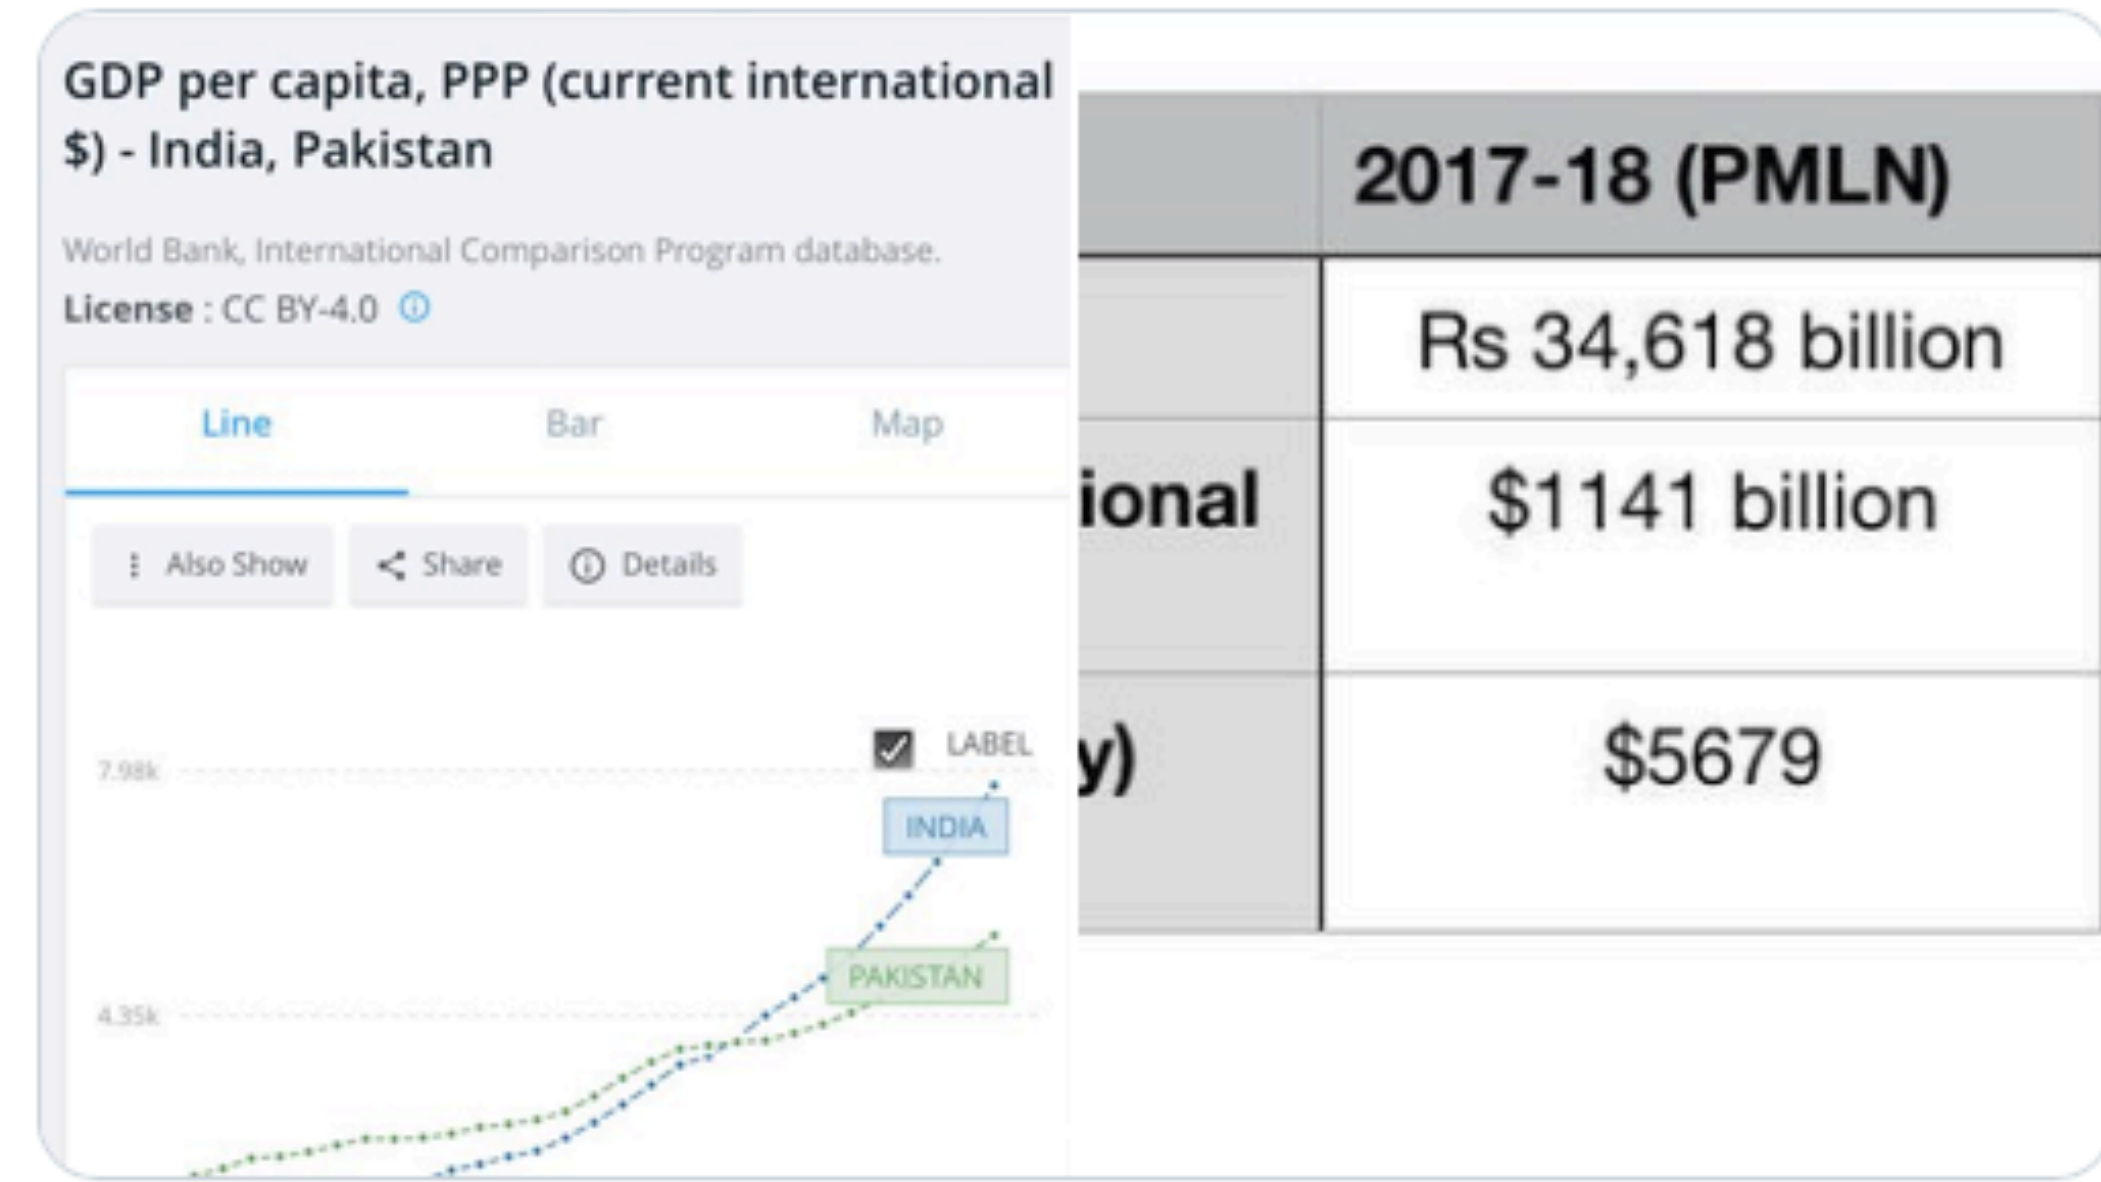 GDP per capita, PPP (current international
$) - India, Pakistan
World Bank, International Comparison Program database.
License : CC BY-4.0
Line Bar Map
Also Show Share Details
LABEL
7.98k
INDIA
PAKISTAN
4.35k
2017-18 (PMLN)
Rs 34,618 billion
ional $1141 billion
y) $5679